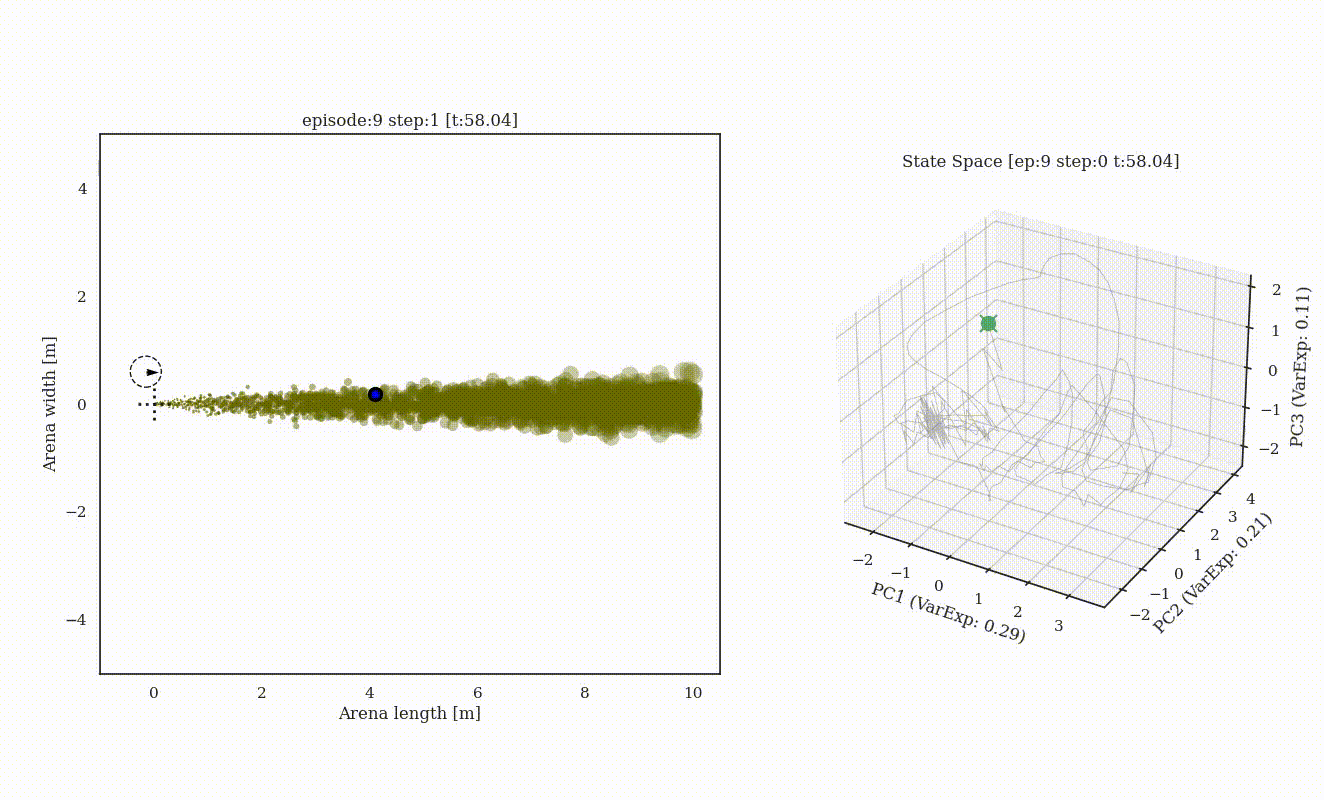 episode:9 step:1 [t:58.04]
4
2
0
−2
−4
Arena width [m]
0 2 4 6 8 10
Arena length [m]
State Space [ep:9 step:0 t:58.04]
2
1
0
−1
−2
PC3 (VarExp: 0.11)
4
3
2
1
0
−1
−2
PC2 (VarExp: 0.21)
−2 −1 0 1 2 3
PC1 (VarExp: 0.29)